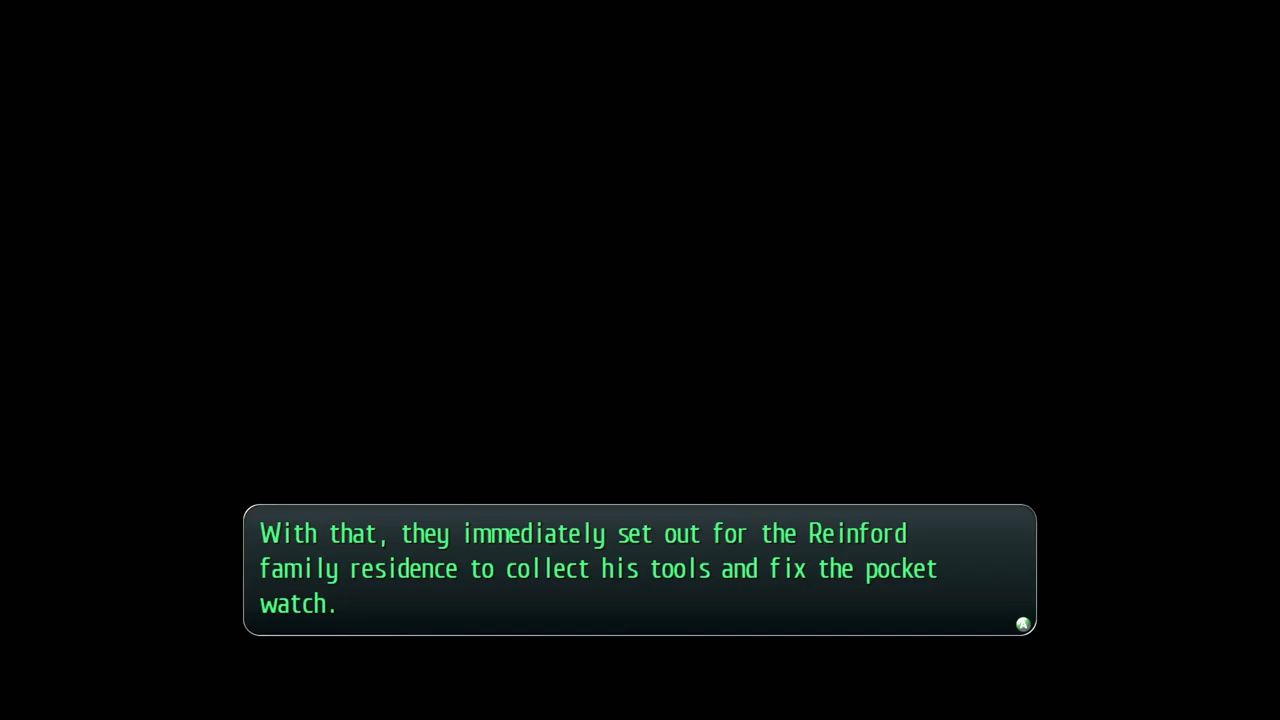 With that, they immediately set out for the Reinford
family residence to collect his tools and fix the pocket
watch.
A